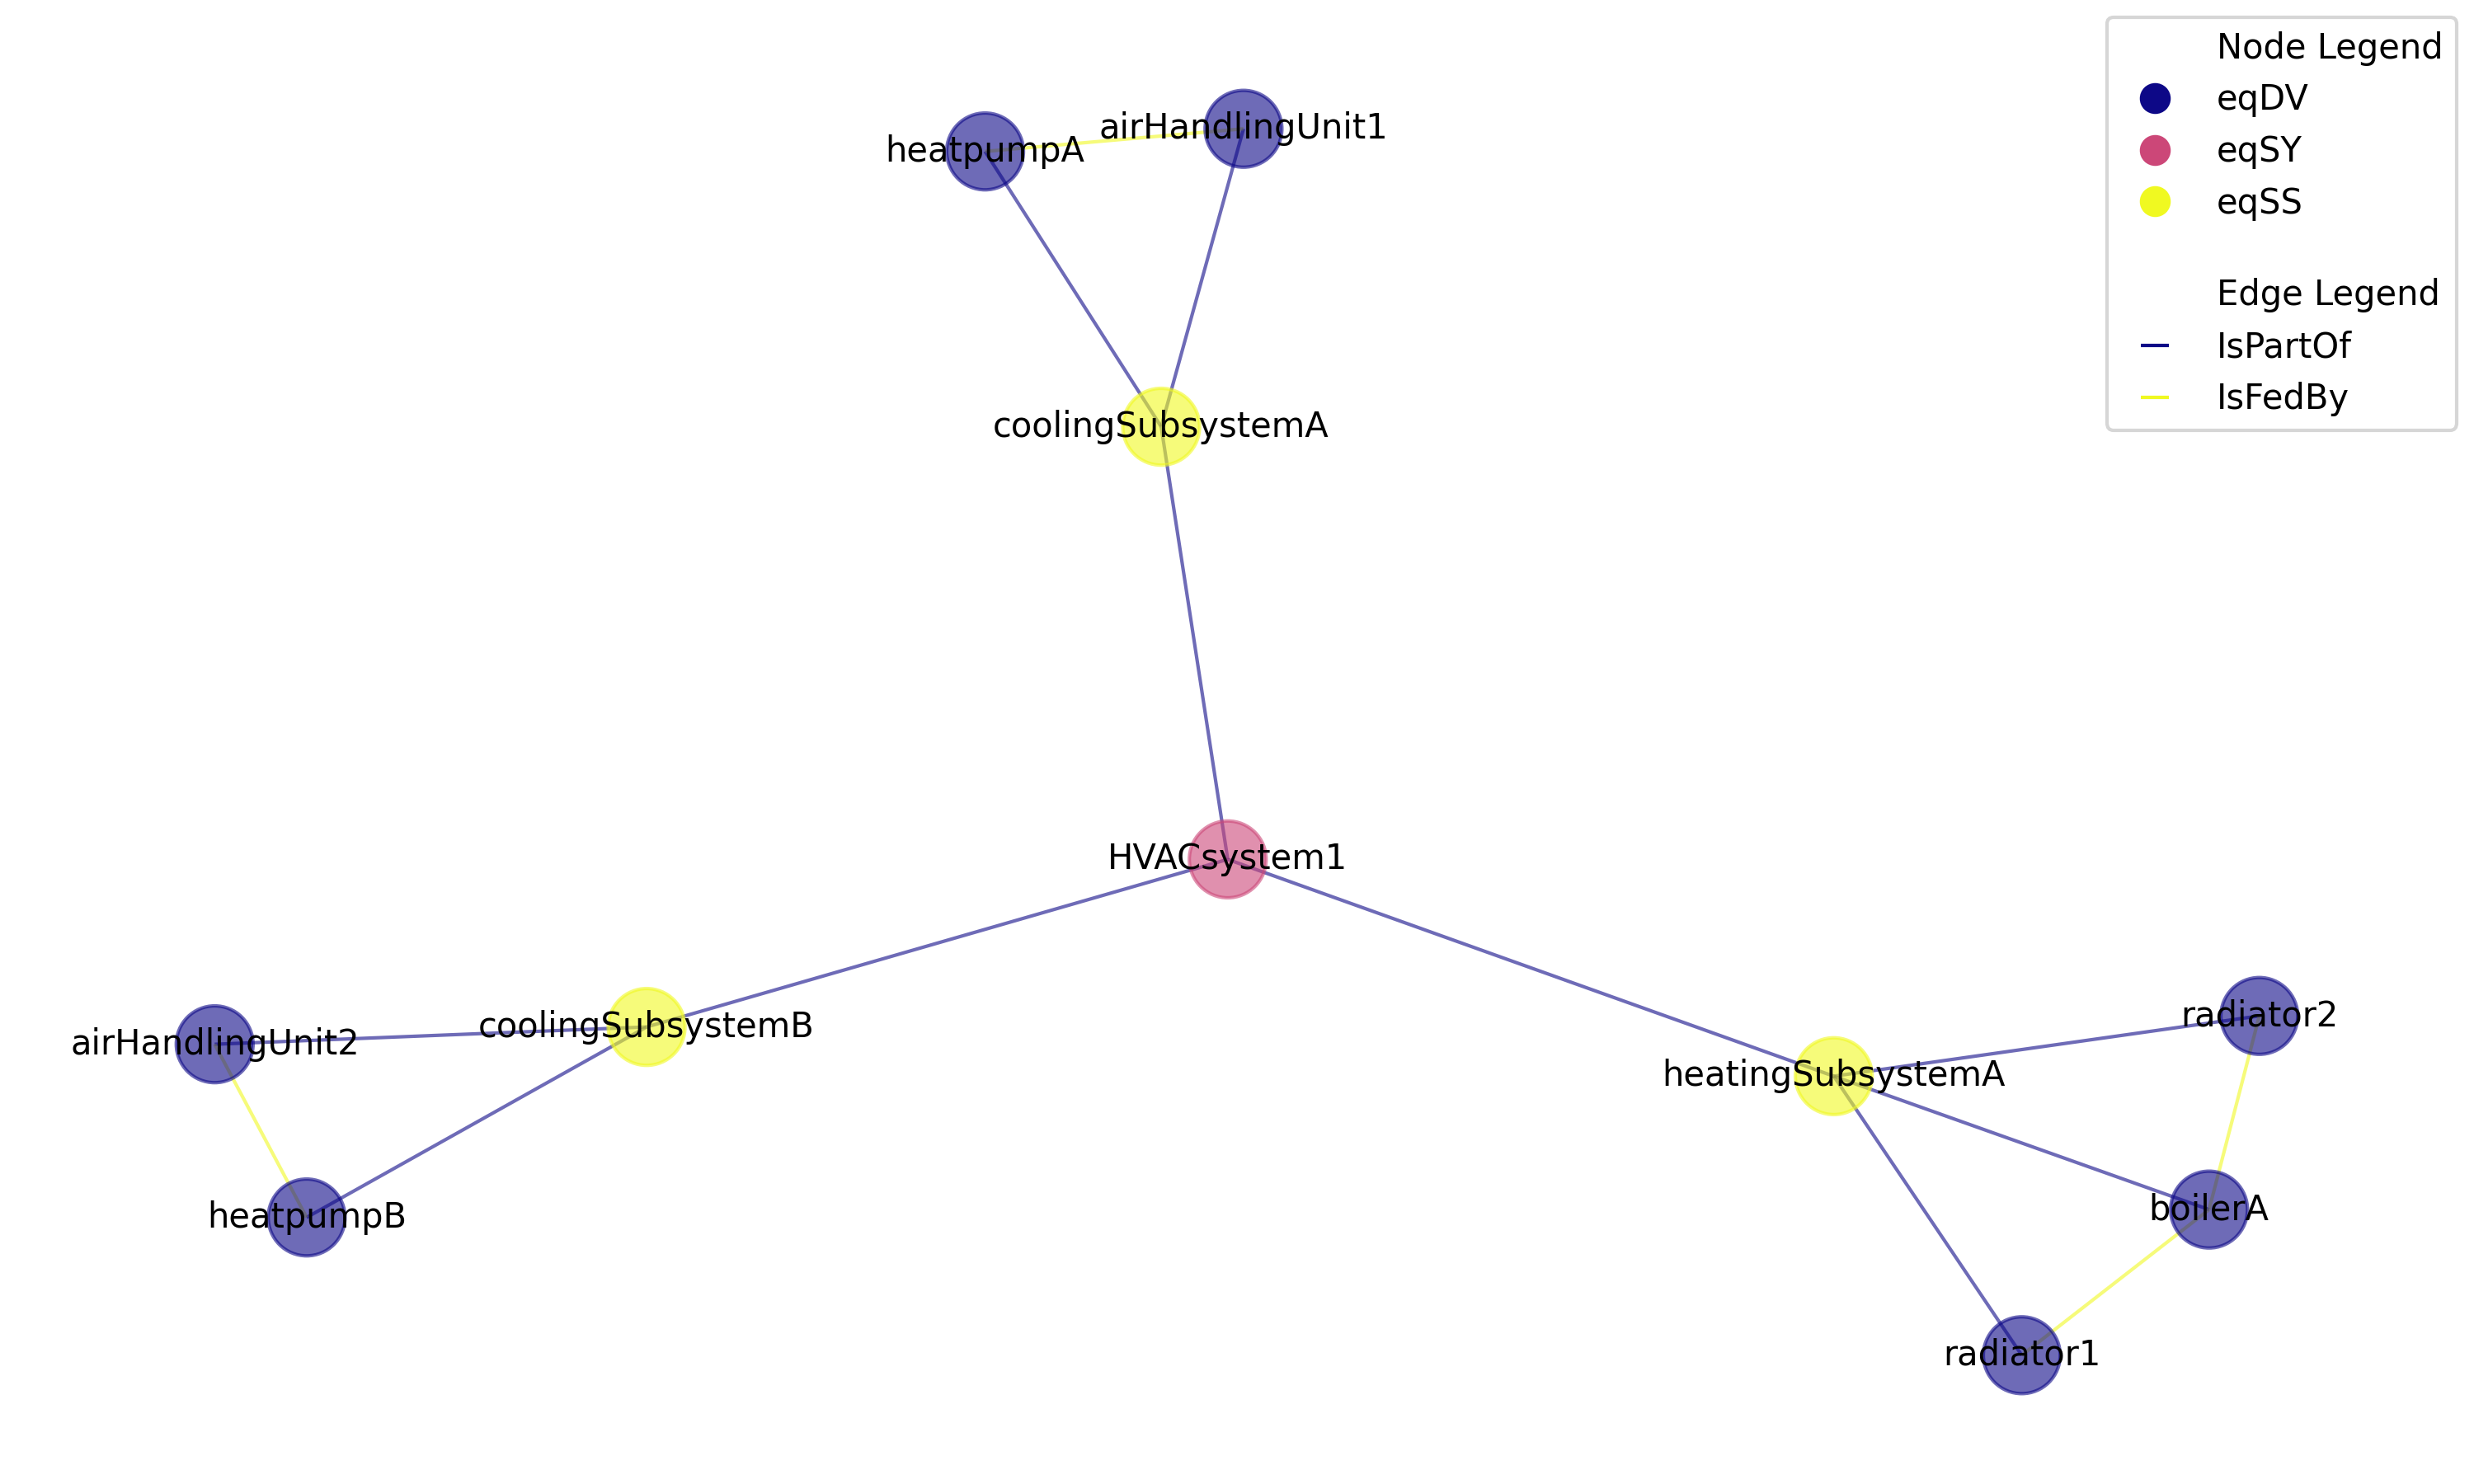 Node Legend
eqDV
eqSY
eqSS
Edge Legend
IsPartOf
IsFedBy
airHandlingUnit1
heatpumpA
coolingSubsystemA
HVACsystem1
radiator2
coolingSubsystemB
airHandlingUnit2
heatingSubsystemA
boilerA
heatpumpB
radiator1